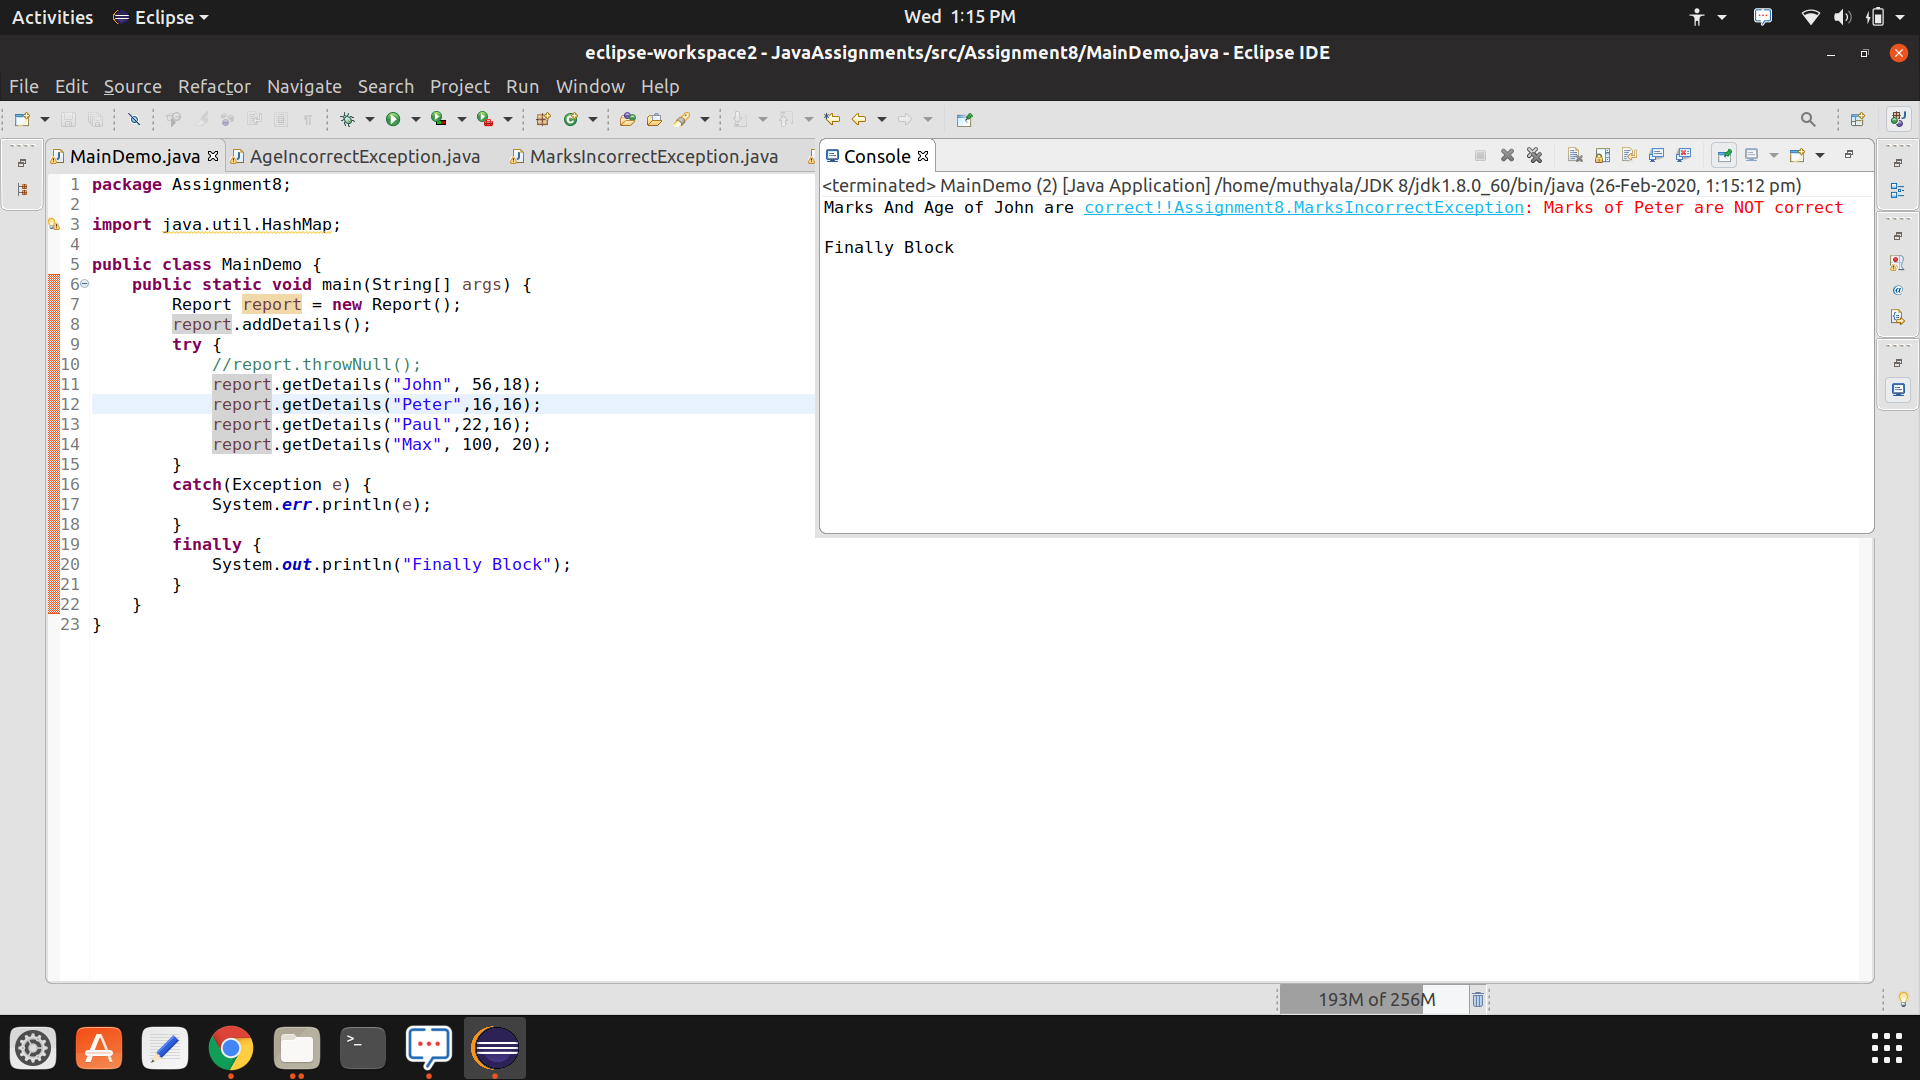 Activities Eclipse Wed 1:15 PM
eclipse-workspace2 - JavaAssignments/src/Assignment8/MainDemo.java - Eclipse IDE
File Edit Source Refactor Navigate Search Project Run Window Help
MainDemo.java AgeIncorrectException.java MarksIncorrectException.java
1 package Assignment8;
2
3 import java.util.HashMap;
4
5 public class MainDemo {
6 public static void main(String[] args) {
7 Report report = new Report();
8 report.addDetails();
9 try {
10 //report.throwNull();
11 report.getDetails("John", 56,18);
12 report.getDetails("Peter",16,16);
13 report.getDetails("Paul",22,16);
14 report.getDetails("Max", 100, 20);
15 }
16 catch(Exception e) {
17 System.err.println(e);
18 }
19 finally {
20 System.out.println("Finally Block");
21 }
22 }
23 }
Console
<terminated> MainDemo (2) [Java Application] /home/muthyala/JDK 8/jdk1.8.0_60/bin/java (26-Feb-2020, 1:15:12 pm)
Marks And Age of John are correct!!Assignment8.MarksIncorrectException: Marks of Peter are NOT correct
Finally Block
193M of 256M